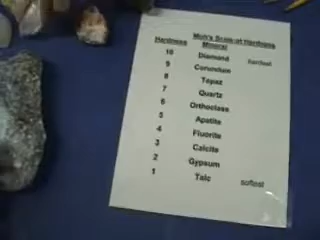 Moh's Scale of Hardness
Hardness Mineral
10 Diamond hardest
9 Corundum
8 Topaz
7 Quartz
6 Orthoclass
5 Apatite
4 Fluorite
3 Calcite
2 Gypsum
1 Talc softest